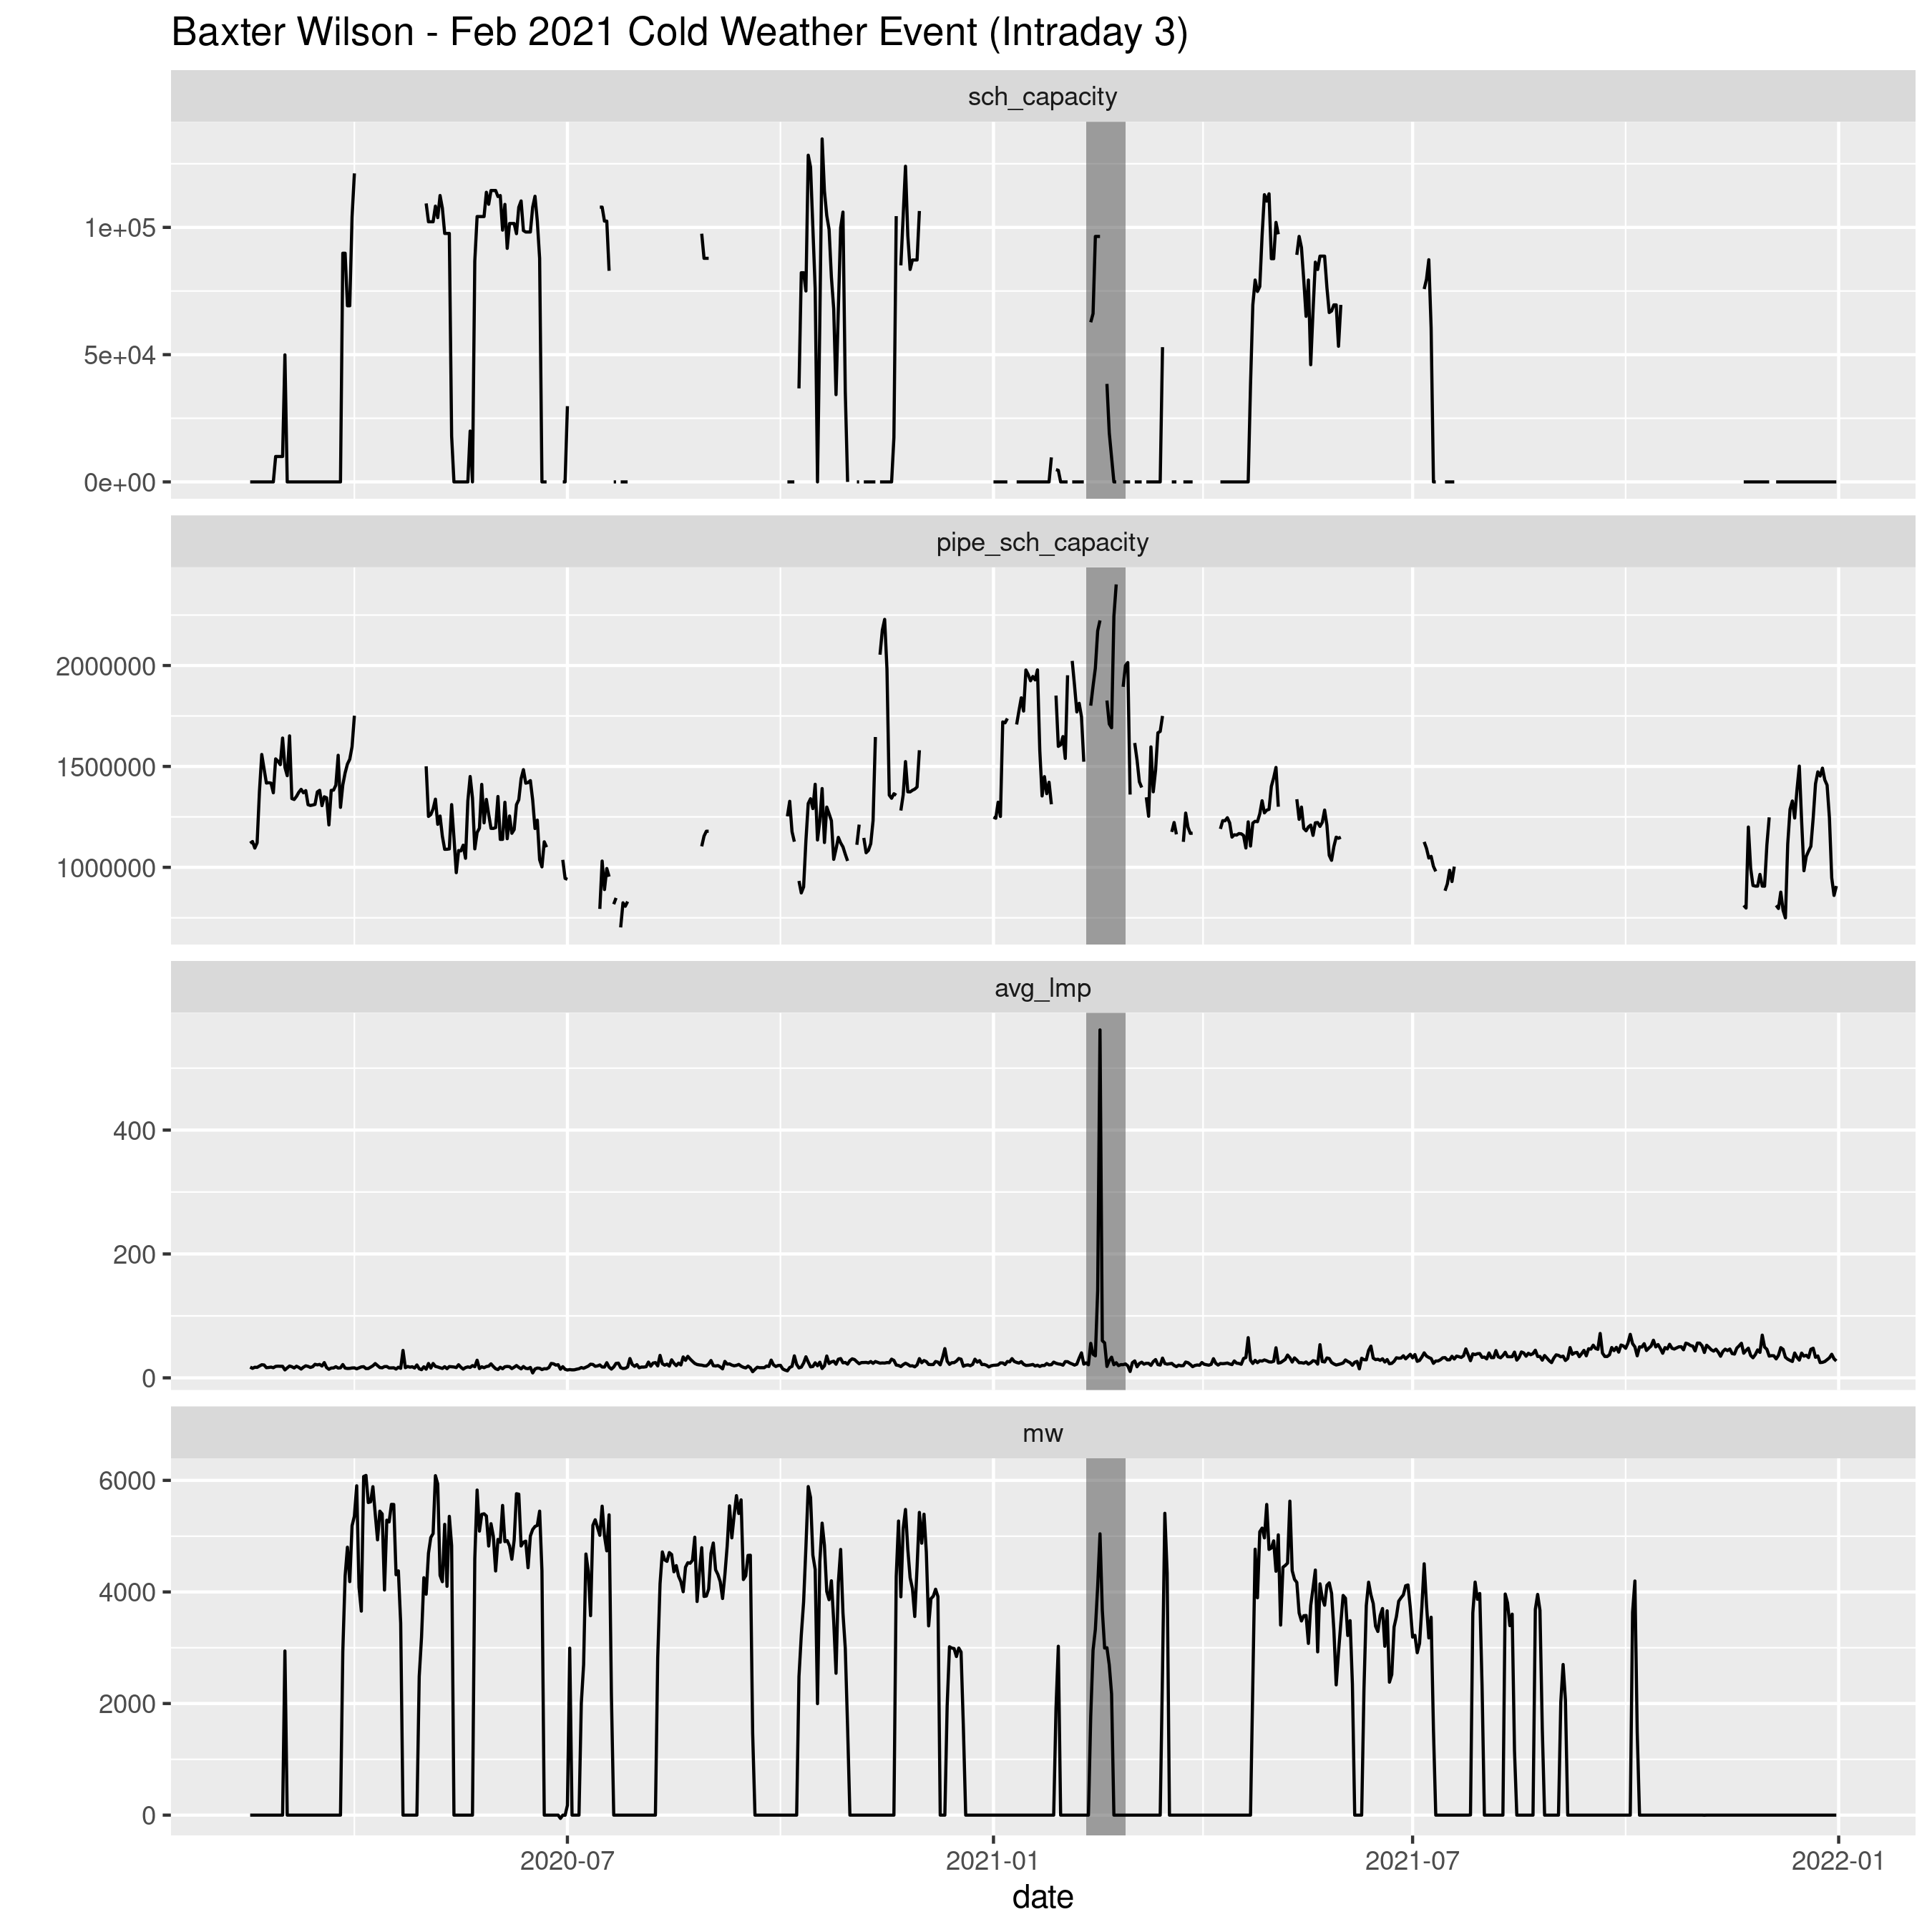 Baxter Wilson - Feb 2021 Cold Weather Event (Intraday 3)
sch_capacity
1e+05
5e+04
0e+00
pipe_sch_capacity
2000000
1500000
1000000
avg_lmp
400
200
0
mw
6000
4000
2000
0
2020-07 2021-01 2021-07 2022-01
date